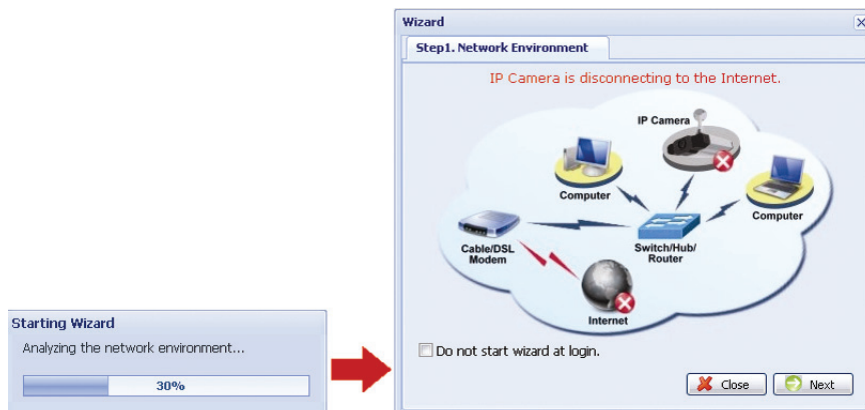 Starting Wizard
Analyzing the network environment...
30%
Wizard
Step1. Network Environment
IP Camera is disconnecting to the Internet.
IP Camera
Computer
Computer
Cable/DSL
Modem
Switch/Hub/
Router
Internet
Do not start wizard at login.
Close
Next